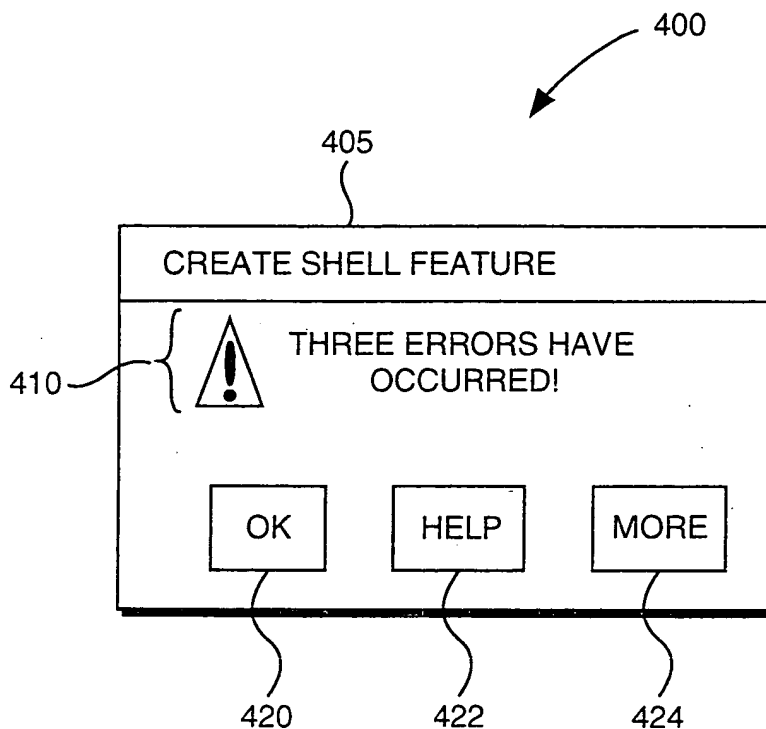 400
405
CREATE SHELL FEATURE
THREE ERRORS HAVE
OCCURRED!
410
OK HELP MORE
420 422 424